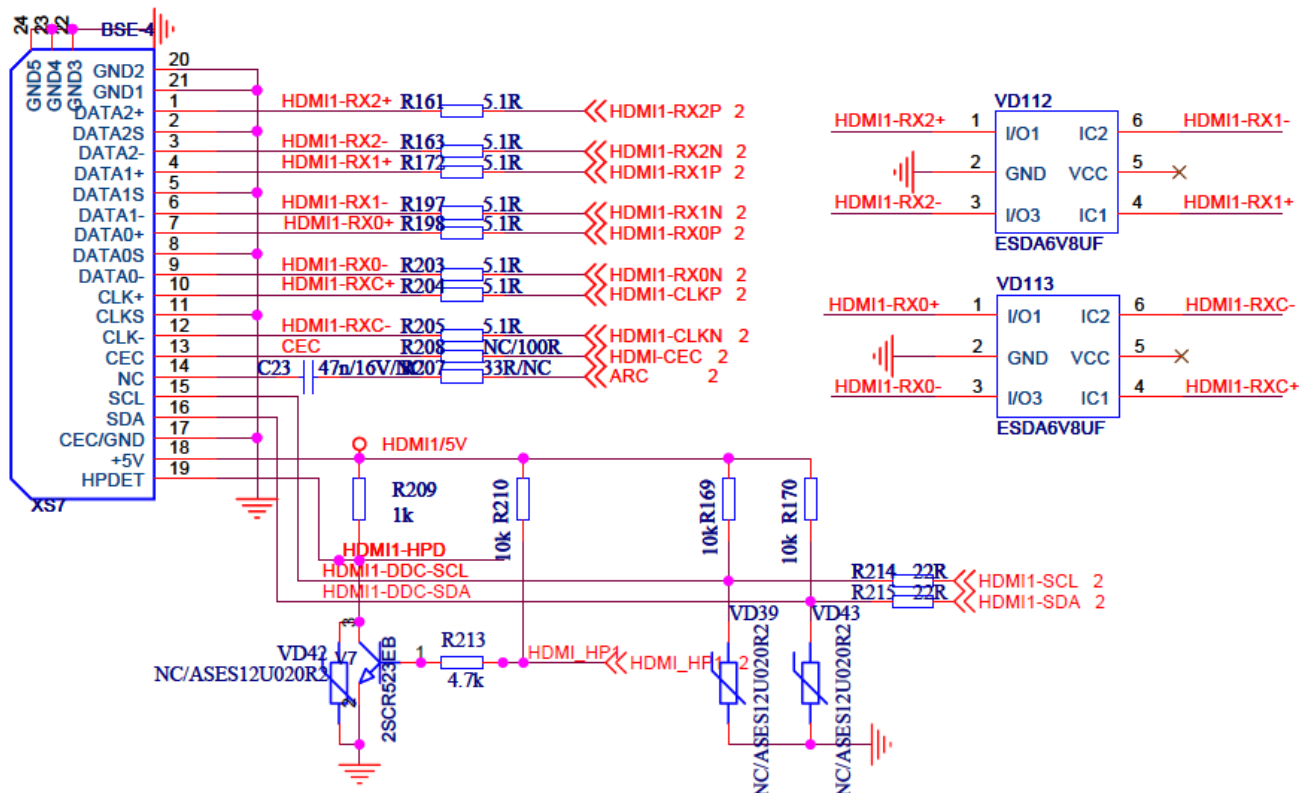 24 23 22 BSE-4
GND5 GND4 GND3
GND2 20
GND1 21
DATA2+ 1 HDMI1-RX2+ R161 5.1R HDMI1-RX2P 2
DATA2S 2
DATA2- 3 HDMI1-RX2- R163 5.1R HDMI1-RX2N 2
DATA1+ 4 HDMI1-RX1+ R172 5.1R HDMI1-RX1P 2
DATA1S 5
DATA1- 6 HDMI1-RX1- R197 5.1R HDMI1-RX1N 2
DATA0+ 7 HDMI1-RX0+ R198 5.1R HDMI1-RX0P 2
DATA0S 8
DATA0- 9 HDMI1-RX0- R203 5.1R HDMI1-RX0N 2
CLK+ 10 HDMI1-RXC+ R204 5.1R HDMI1-CLKP 2
CLKS 11
CLK- 12 HDMI1-RXC- R205 5.1R HDMI1-CLKN 2
CEC 13 CEC R208 NC/100R HDMI-CEC 2
NC 14 C23 47n/16V/NC R207 33R/NC ARC 2
SCL 15
SDA 16
CEC/GND 17
+5V 18 HDMI1/5V
HPDET 19
XS7
R209 1k
10k R210
10k R169
10k R170
HDMI1-HPD
HDMI1-DDC-SCL R214 22R HDMI1-SCL 2
HDMI1-DDC-SDA R215 22R HDMI1-SDA 2
VD42
NC/ASES12U020R2
V7
3
1
2
2SCR523EB
R213
4.7k
HDMI_HP1 HDMI_HP1 2
VD39
NC/ASES12U020R2
VD43
NC/ASES12U020R2
VD112
HDMI1-RX2+ 1 I/O1 IC2 6 HDMI1-RX1-
2 GND VCC 5
HDMI1-RX2- 3 I/O3 IC1 4 HDMI1-RX1+
ESDA6V8UF
VD113
HDMI1-RX0+ 1 I/O1 IC2 6 HDMI1-RXC-
2 GND VCC 5
HDMI1-RX0- 3 I/O3 IC1 4 HDMI1-RXC+
ESDA6V8UF